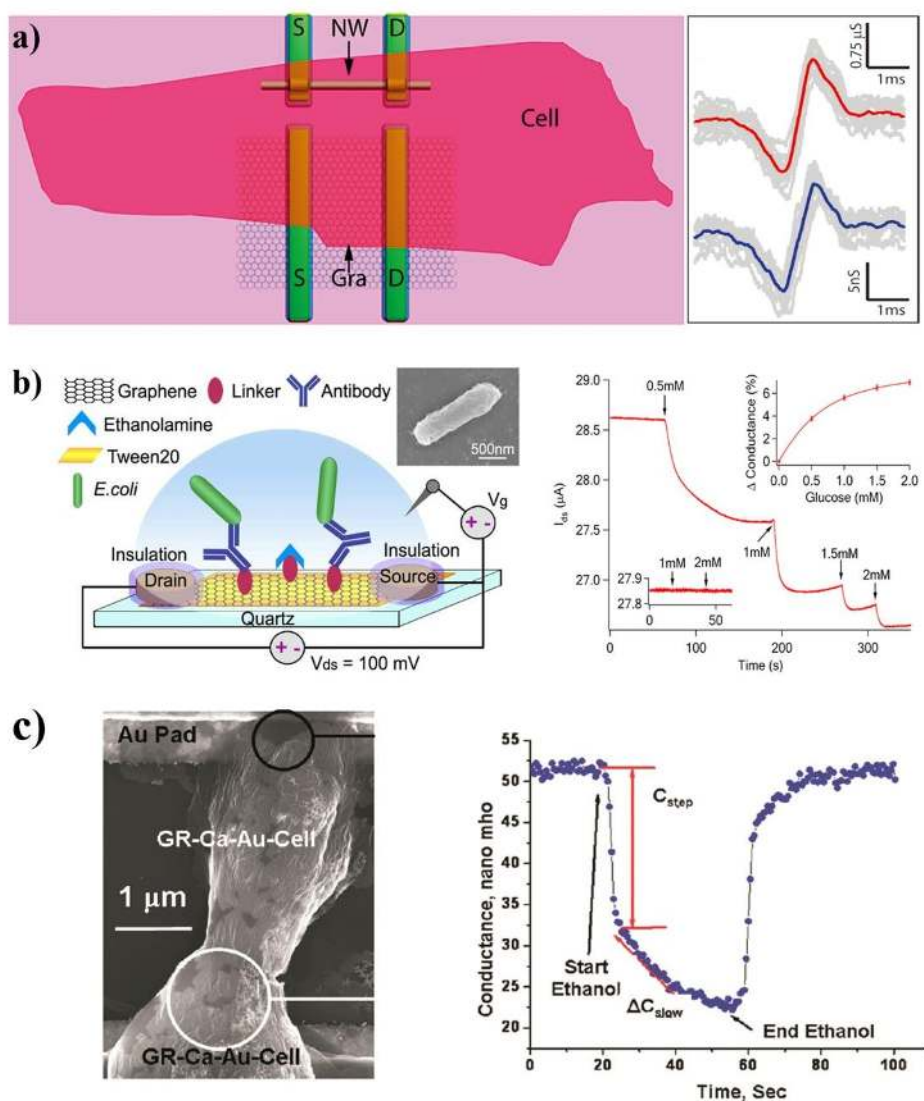 a)
S
NW
D
Cell
S
Gra
D
0.75 µS
1ms
5nS
1ms
b)
Graphene
Linker
Antibody
Ethanolamine
Tween20
E.coli
500nm
Vg
+ -
Insulation
Drain
Insulation
Source
Quartz
+ -
Vds = 100 mV
29.0
28.5
28.0
27.5
27.0
Ids (µA)
0.5mM
1mM
1.5mM
2mM
Δ Conductance (%)
6
4
2
0
0.0 0.5 1.0 1.5 2.0
Glucose (mM)
27.9
27.8
1mM
2mM
0 50
0 100 200 300
Time (s)
c)
Au Pad
GR-Ca-Au-Cell
1 µm
GR-Ca-Au-Cell
Conductance, nano mho
55
50
45
40
35
30
25
20
Cstep
Start
Ethanol
ΔCslow
End Ethanol
0 20 40 60 80 100
Time, Sec